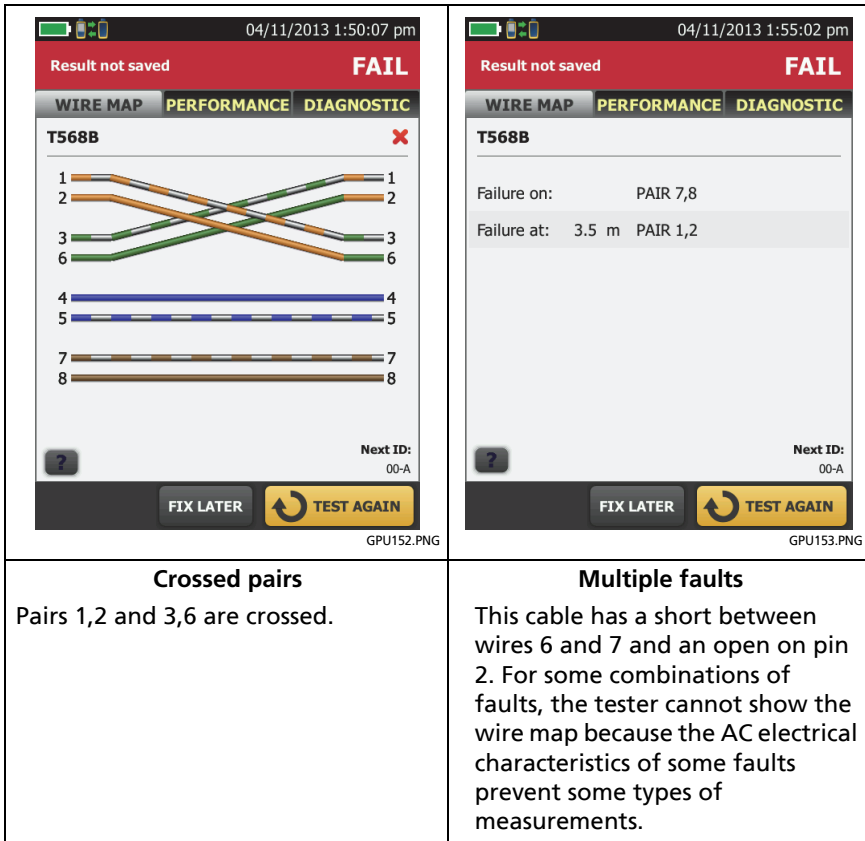 04/11/2013 1:50:07 pm
Result not saved FAIL
WIRE MAP PERFORMANCE DIAGNOSTIC
T568B
1 1
2 2
3 3
6 6
4 4
5 5
7 7
8 8
?
Next ID:
00-A
FIX LATER TEST AGAIN
GPU152.PNG
Crossed pairs
Pairs 1,2 and 3,6 are crossed.
04/11/2013 1:55:02 pm
Result not saved FAIL
WIRE MAP PERFORMANCE DIAGNOSTIC
T568B
Failure on: PAIR 7,8
Failure at: 3.5 m PAIR 1,2
?
Next ID:
00-A
FIX LATER TEST AGAIN
GPU153.PNG
Multiple faults
This cable has a short between
wires 6 and 7 and an open on pin
2. For some combinations of
faults, the tester cannot show the
wire map because the AC electrical
characteristics of some faults
prevent some types of
measurements.